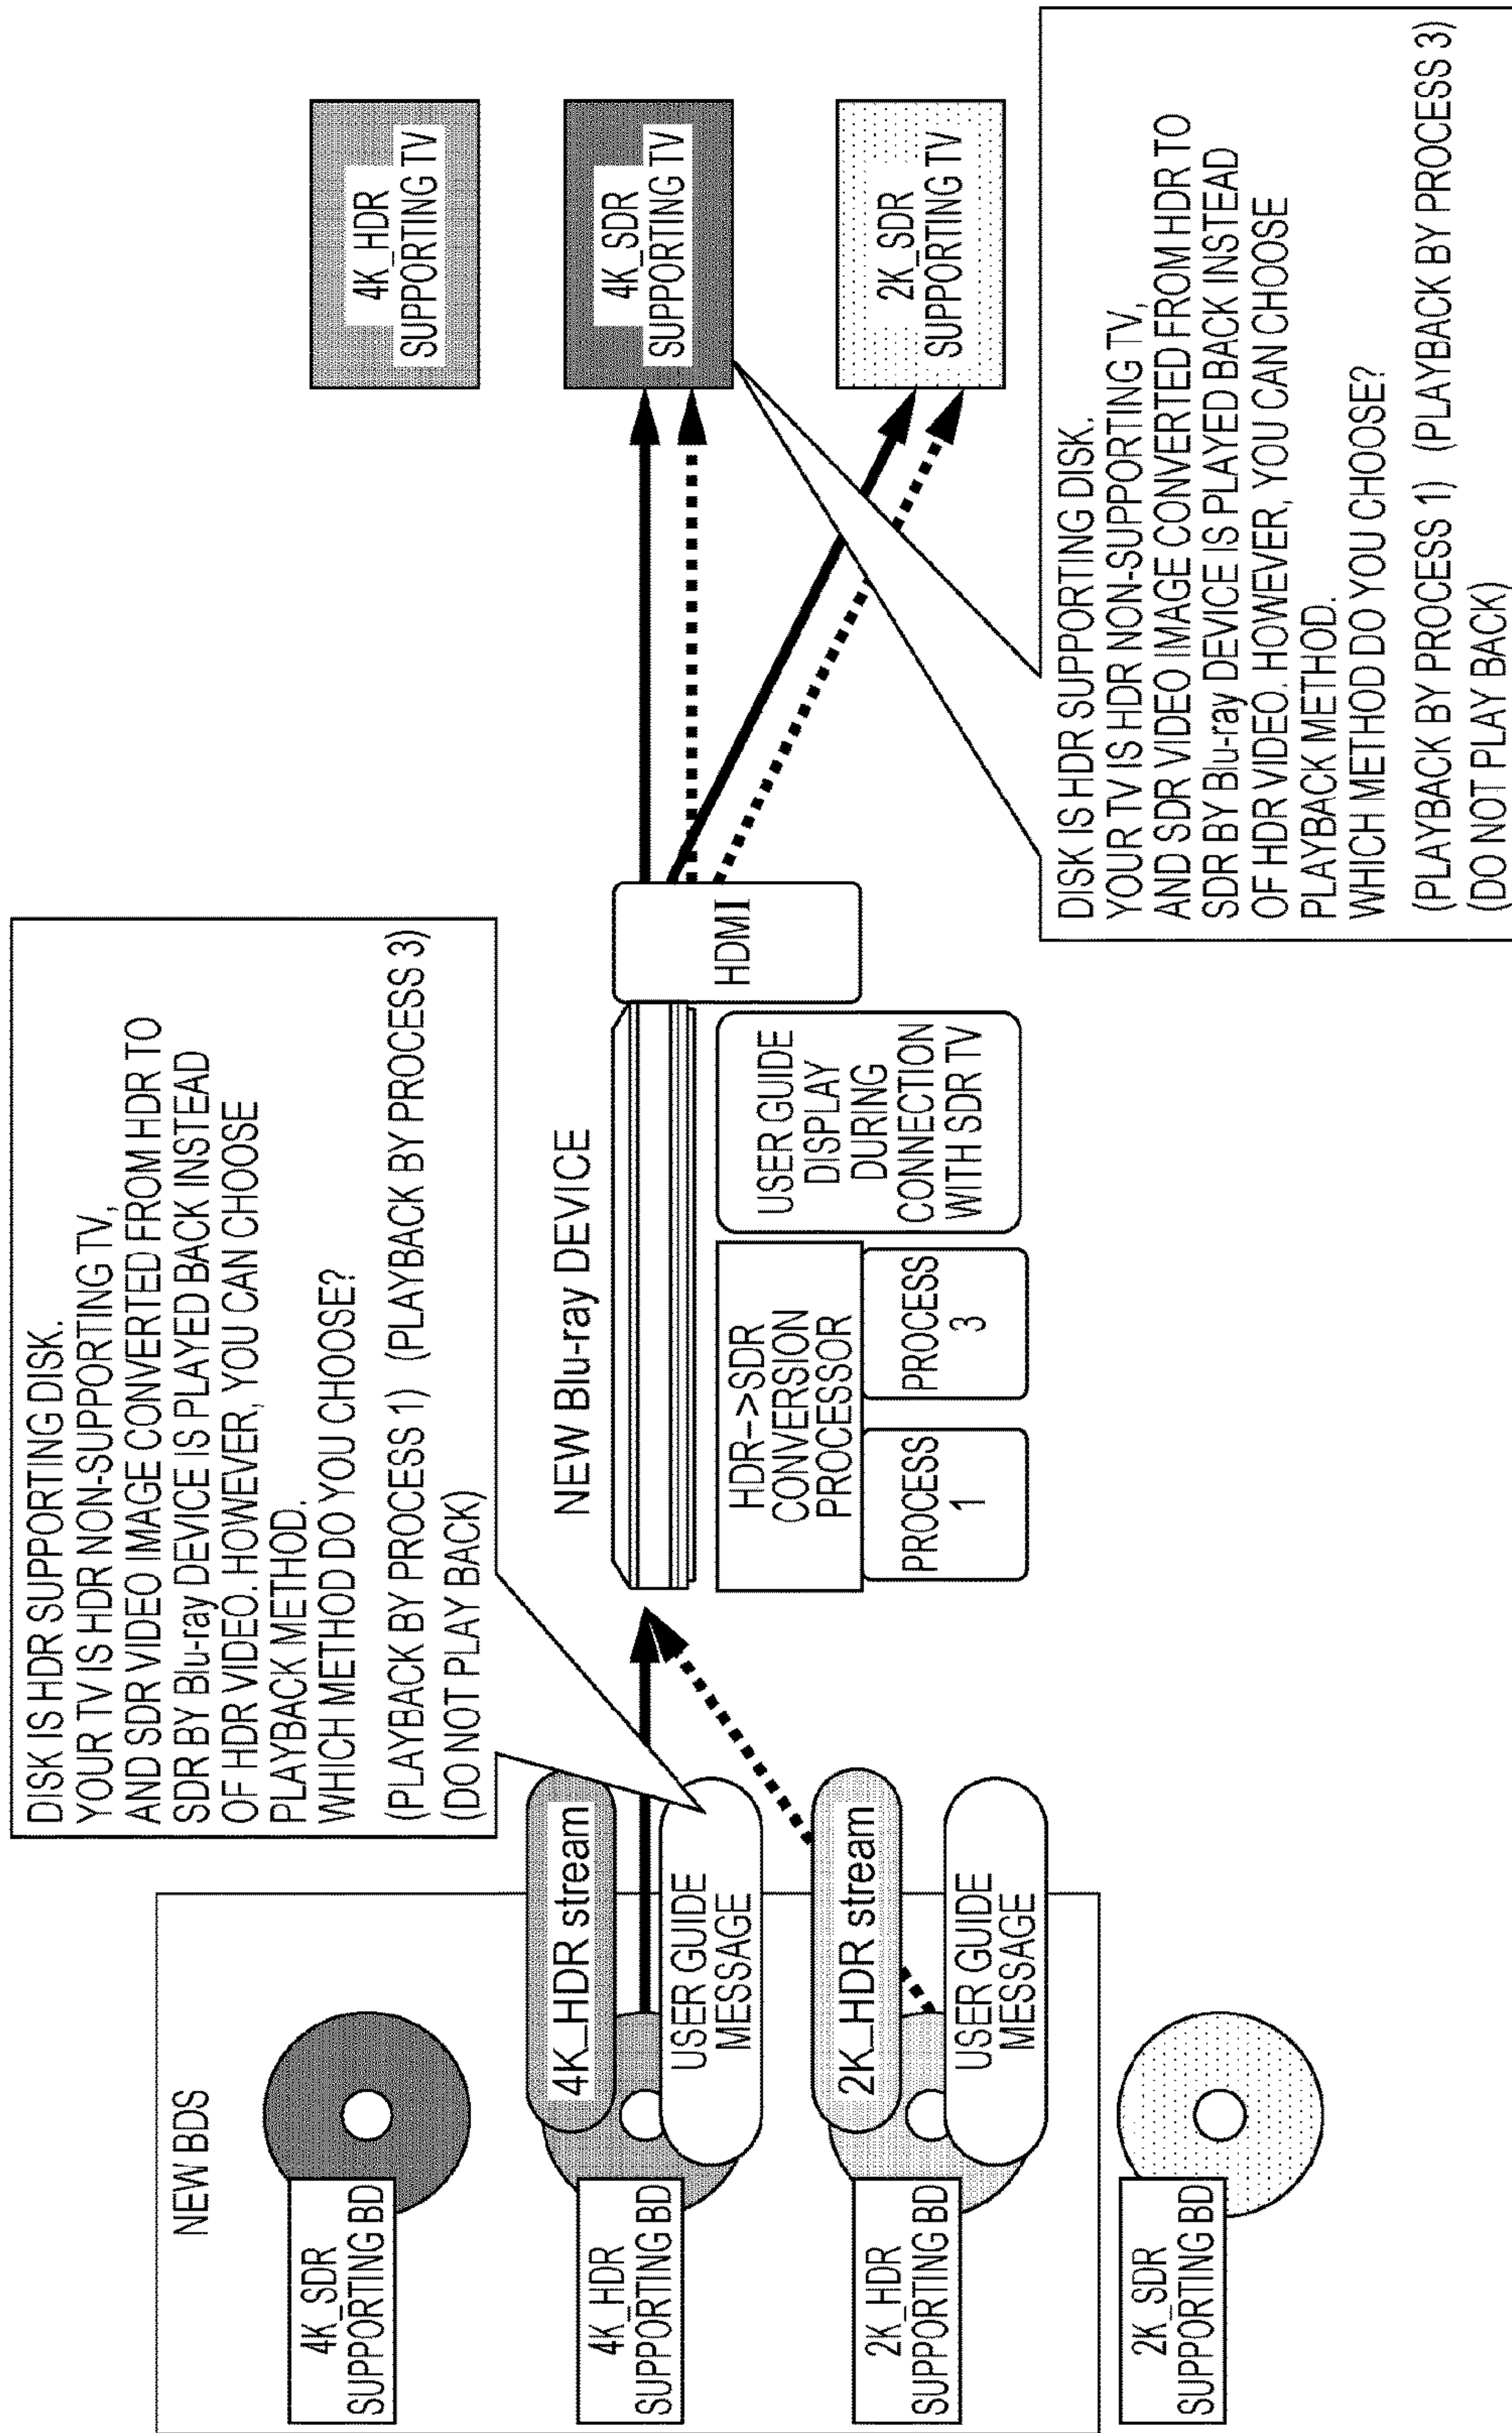 DISK IS HDR SUPPORTING DISK.
YOUR TV IS HDR NON-SUPPORTING TV,
AND SDR VIDEO IMAGE CONVERTED FROM HDR TO
SDR BY Blu-ray DEVICE IS PLAYED BACK INSTEAD
OF HDR VIDEO. HOWEVER, YOU CAN CHOOSE
PLAYBACK METHOD.
WHICH METHOD DO YOU CHOOSE?
(PLAYBACK BY PROCESS 1) (PLAYBACK BY PROCESS 3)
(DO NOT PLAY BACK)
NEW BDS
4K_SDR
SUPPORTING BD
4K_HDR
SUPPORTING BD
4K_HDR stream
USER GUIDE
MESSAGE
2K_HDR
SUPPORTING BD
2K_HDR stream
USER GUIDE
MESSAGE
2K_SDR
SUPPORTING BD
NEW Blu-ray DEVICE
HDR-->SDR
CONVERSION
PROCESSOR
PROCESS
1
PROCESS
3
USER GUIDE
DISPLAY
DURING
CONNECTION
WITH SDR TV
HDMI
4K_HDR
SUPPORTING TV
4K_SDR
SUPPORTING TV
2K_SDR
SUPPORTING TV
DISK IS HDR SUPPORTING DISK.
YOUR TV IS HDR NON-SUPPORTING TV,
AND SDR VIDEO IMAGE CONVERTED FROM HDR TO
SDR BY Blu-ray DEVICE IS PLAYED BACK INSTEAD
OF HDR VIDEO. HOWEVER, YOU CAN CHOOSE
PLAYBACK METHOD.
WHICH METHOD DO YOU CHOOSE?
(PLAYBACK BY PROCESS 1) (PLAYBACK BY PROCESS 3)
(DO NOT PLAY BACK)